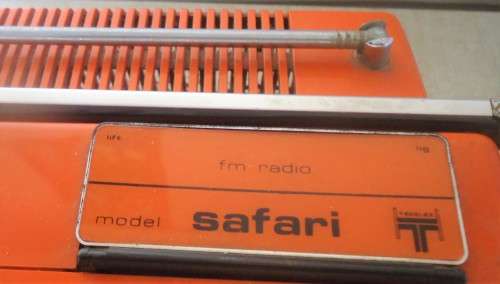 fm radio
model safari